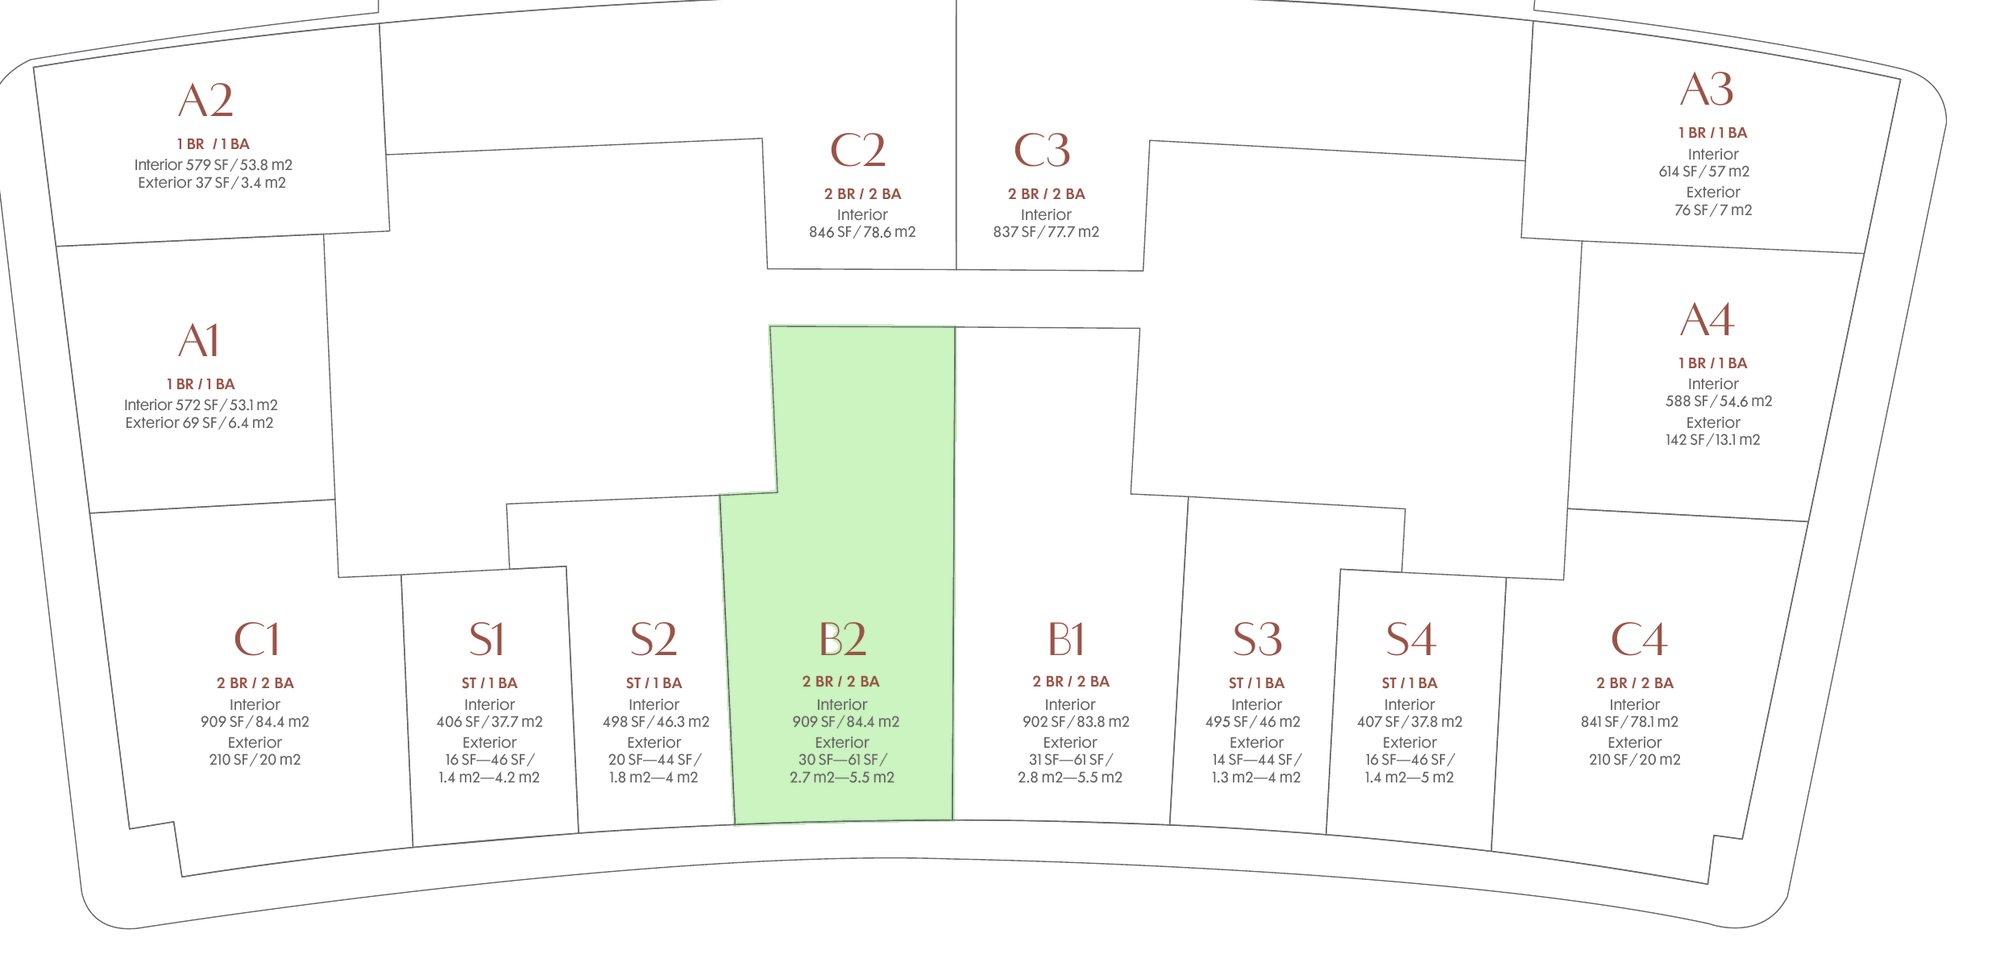 A2
1 BR / 1 BA
Interior 579 SF/53.8 m2
Exterior 37 SF/3.4 m2
C2
2 BR / 2 BA
Interior
846 SF/78.6 m2
C3
2 BR / 2 BA
Interior
837 SF/77.7 m2
A3
1 BR / 1 BA
Interior
614 SF/57 m2
Exterior
76 SF/7 m2
A1
1 BR / 1 BA
Interior 572 SF/53.1 m2
Exterior 69 SF/6.4 m2
A4
1 BR / 1 BA
Interior
588 SF/54.6 m2
Exterior
142 SF/13.1 m2
C1
2 BR / 2 BA
Interior
909 SF/84.4 m2
Exterior
210 SF/20 m2
S1
ST / 1 BA
Interior
406 SF/37.7 m2
Exterior
16 SF—46 SF/
1.4 m2—4.2 m2
S2
ST / 1 BA
Interior
498 SF/46.3 m2
Exterior
20 SF—44 SF/
1.8 m2—4 m2
B2
2 BR / 2 BA
Interior
909 SF/84.4 m2
Exterior
30 SF—61 SF/
2.7 m2—5.5 m2
B1
2 BR / 2 BA
Interior
902 SF/83.8 m2
Exterior
31 SF—61 SF/
2.8 m2—5.5 m2
S3
ST / 1 BA
Interior
495 SF/46 m2
Exterior
14 SF—44 SF/
1.3 m2—4 m2
S4
ST / 1 BA
Interior
407 SF/37.8 m2
Exterior
16 SF—46 SF/
1.4 m2—5 m2
C4
2 BR / 2 BA
Interior
841 SF/78.1 m2
Exterior
210 SF/20 m2